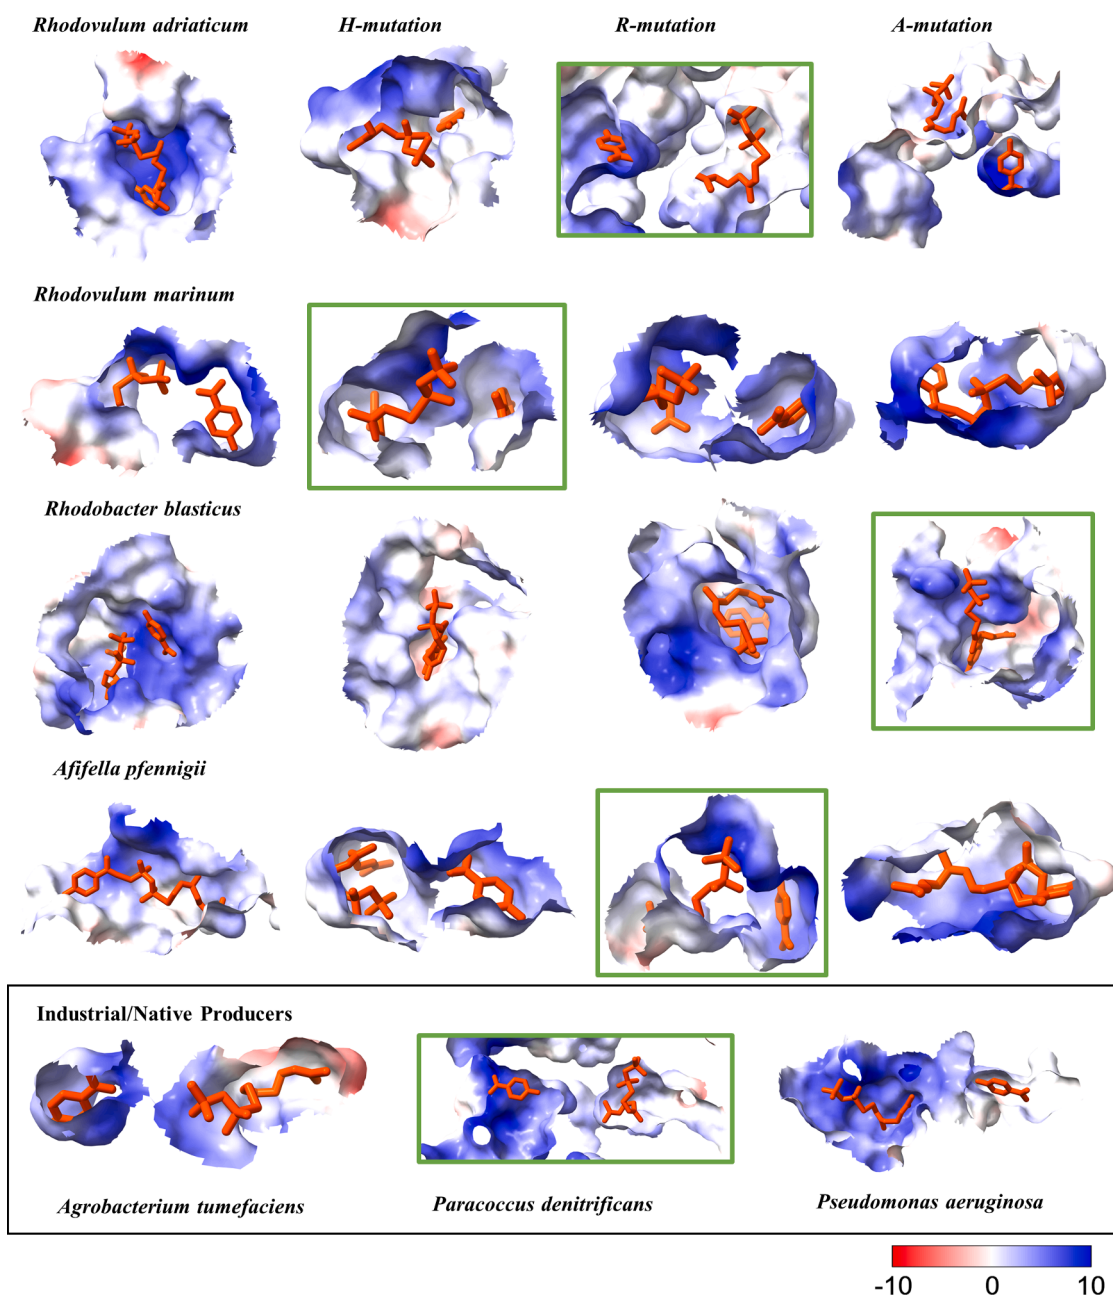 Rhodovulum adriaticum H-mutation R-mutation A-mutation
Rhodovulum marinum
Rhodobacter blasticus
Afifella pfennigii
Industrial/Native Producers
Agrobacterium tumefaciens Paracoccus denitrificans Pseudomonas aeruginosa
-10 0 10